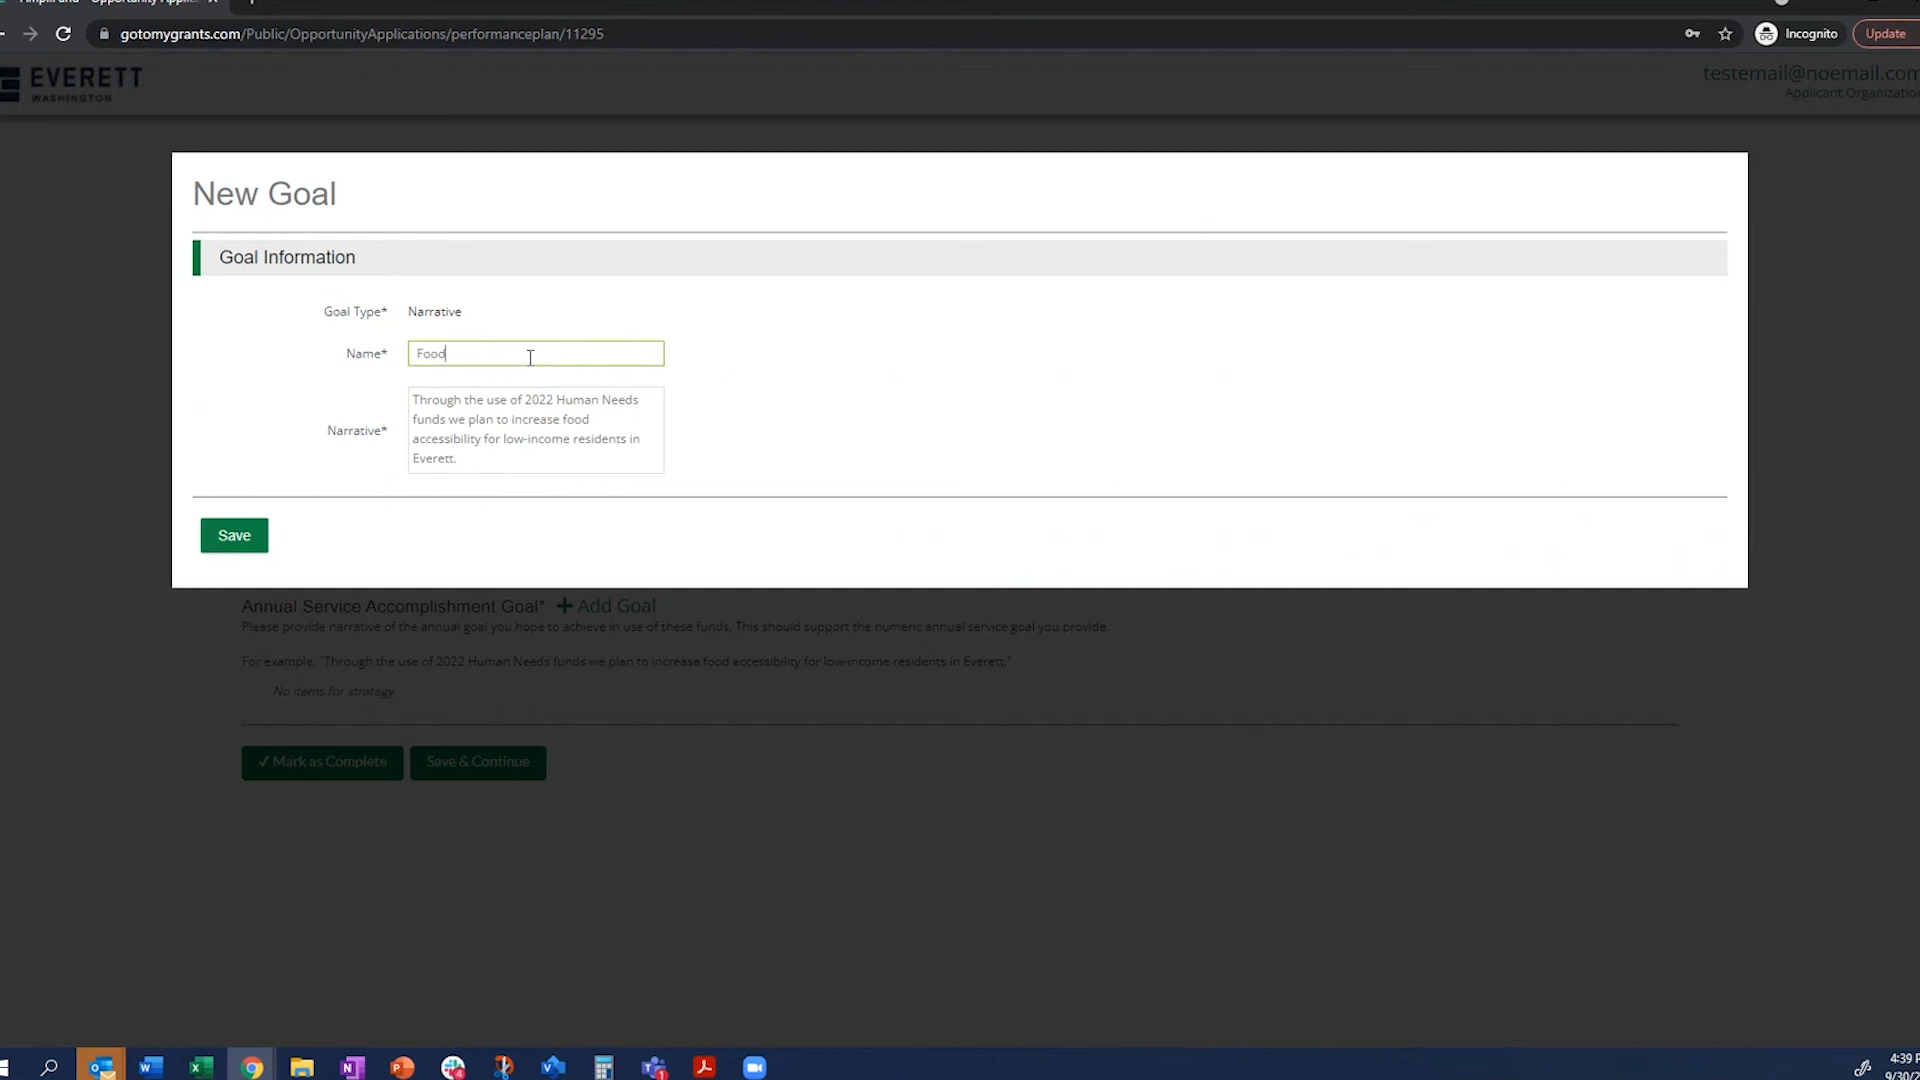 gotomygrants.com/Public/OpportunityApplications/performanceplan/11295
Incognito
Update
EVERETT
WASHINGTON
testemail@noemail.com
Applicant Organization
New Goal
Goal Information
Goal Type* Narrative
Name* Food
Narrative*
Through the use of 2022 Human Needs
funds we plan to increase food
accessibility for low-income residents in
Everett.
Save
Annual Service Accomplishment Goal* + Add Goal
Please provide narrative of the annual goal you hope to achieve in use of these funds. This should support the numeric annual service goal you provide.
For example, "Through the use of 2022 Human Needs funds we plan to increase food accessibility for low-income residents in Everett."
No items for strategy
✓ Mark as Complete
Save & Continue
4:39 P
9/30/2